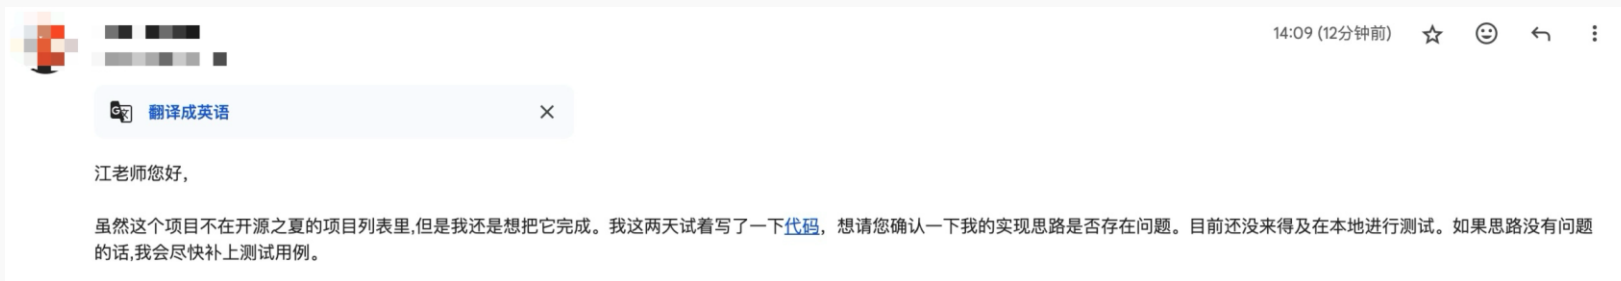 14:09 (12分钟前)
翻译成英语
江老师您好,
虽然这个项目不在开源之夏的项目列表里,但是我还是想把它完成。我这两天试着写了一下代码，想请您确认一下我的实现思路是否存在问题。目前还没来得及在本地进行测试。如果思路没有问题
的话,我会尽快补上测试用例。